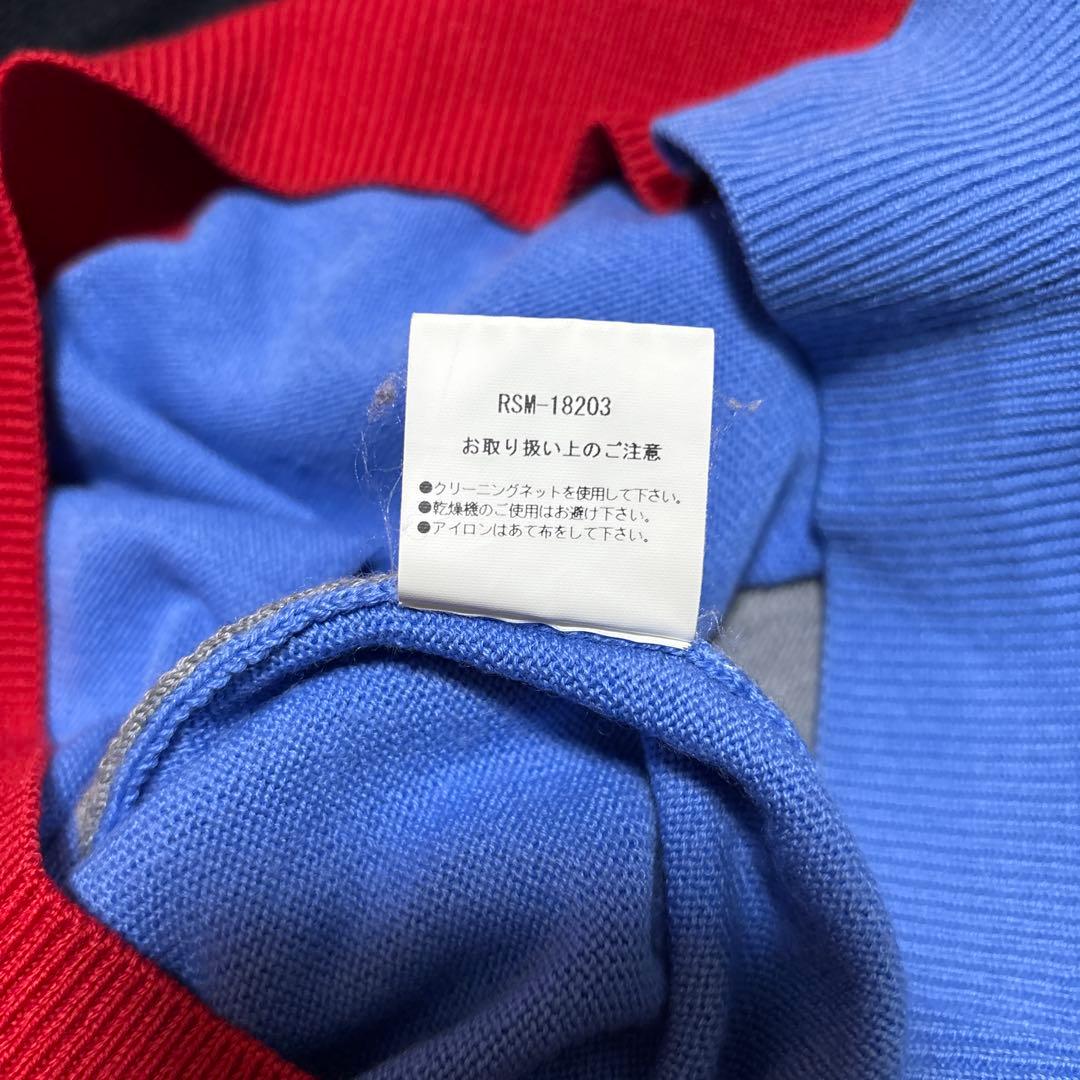 RSM-18203
お取り扱い上のご注意
●クリーニングネットを使用して下さい。
●乾燥機のご使用はお避け下さい。
●アイロンはあて布をして下さい。